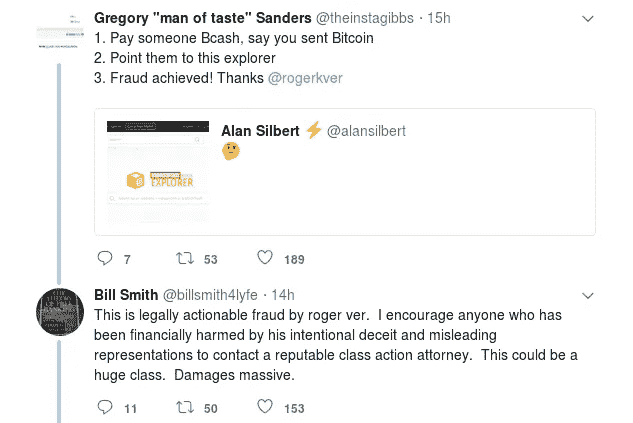 Gregory "man of taste" Sanders @theinstagibbs · 15h
1. Pay someone Bcash, say you sent Bitcoin
2. Point them to this explorer
3. Fraud achieved! Thanks @rogerkver
Alan Silbert ⚡ @alansilbert
🤔
EXPLORER
7 53 189
Bill Smith @billsmith4lyfe · 14h
This is legally actionable fraud by roger ver. I encourage anyone who has
been financially harmed by his intentional deceit and misleading
representations to contact a reputable class action attorney. This could be a
huge class. Damages massive.
11 50 153